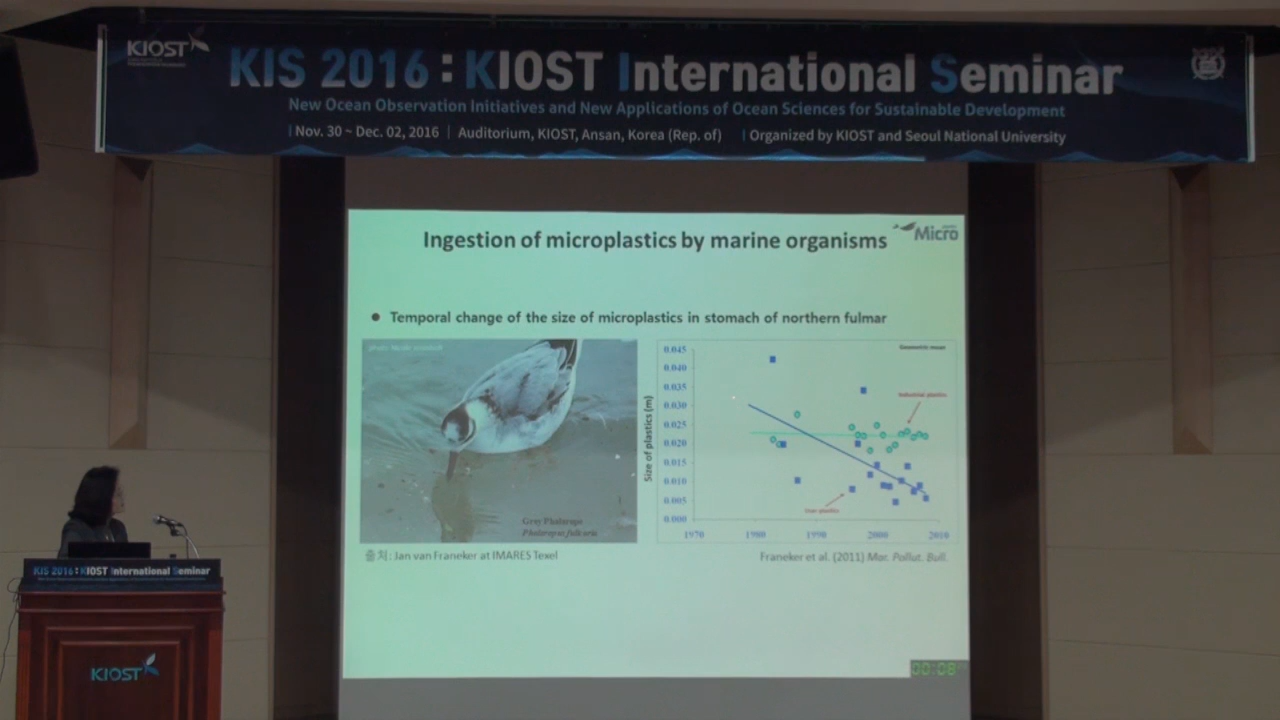 KIOST
KIS 2016 : KIOST International Seminar
New Ocean Observation Initiatives and New Applications of Ocean Sciences for Sustainable Development
Nov. 30 ~ Dec. 02, 2016 | Auditorium, KIOST, Ansan, Korea (Rep. of) | Organized by KIOST and Seoul National University
Ingestion of microplastics by marine organisms
Micro
● Temporal change of the size of microplastics in stomach of northern fulmar
Grey Phalarope
Phalaropus fulicaria
Size of plastics (m)
0.045
0.040
0.035
0.030
0.025
0.020
0.015
0.010
0.005
0.000
1970 1980 1990 2000 2010
Geometric mean
Industrial plastics
User plastics
출처: Jan van Franeker at IMARES Texel
Franeker et al. (2011) Mar. Pollut. Bull.
00:08
KIS 2016 : KIOST International Seminar
KIOST